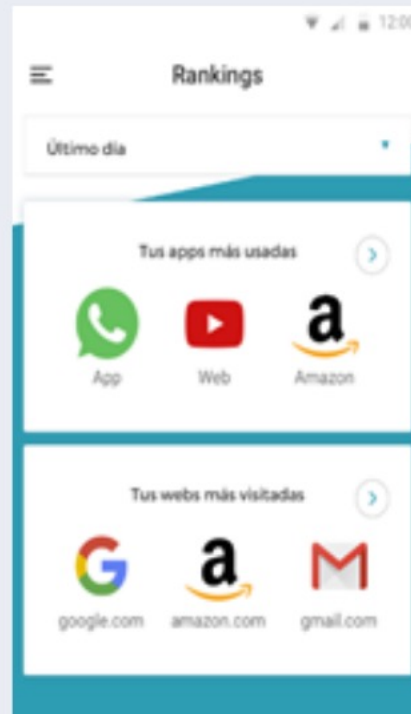 12:00
Rankings
Último día
Tus apps más usadas
App Web Amazon
Tus webs más visitadas
google.com amazon.com gmail.com